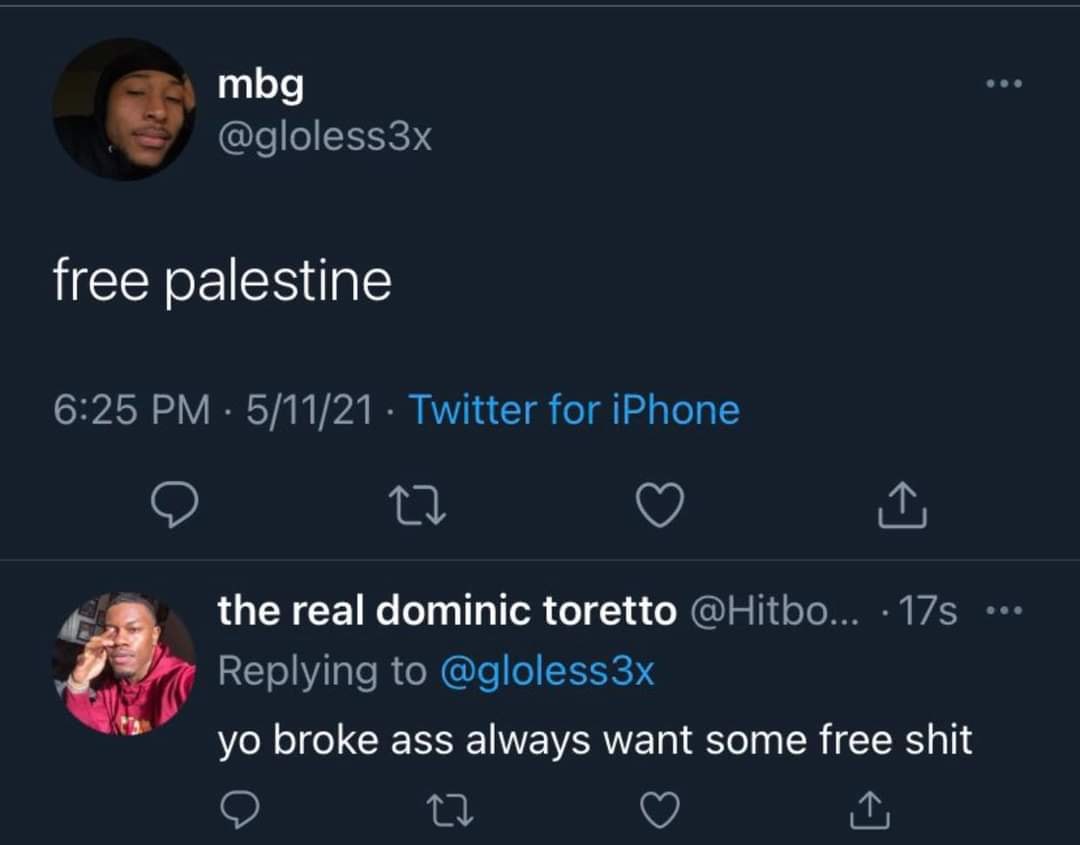 mbg
@gloless3x
free palestine
6:25 PM · 5/11/21 · Twitter for iPhone
the real dominic toretto @Hitbo... · 17s
Replying to @gloless3x
yo broke ass always want some free shit